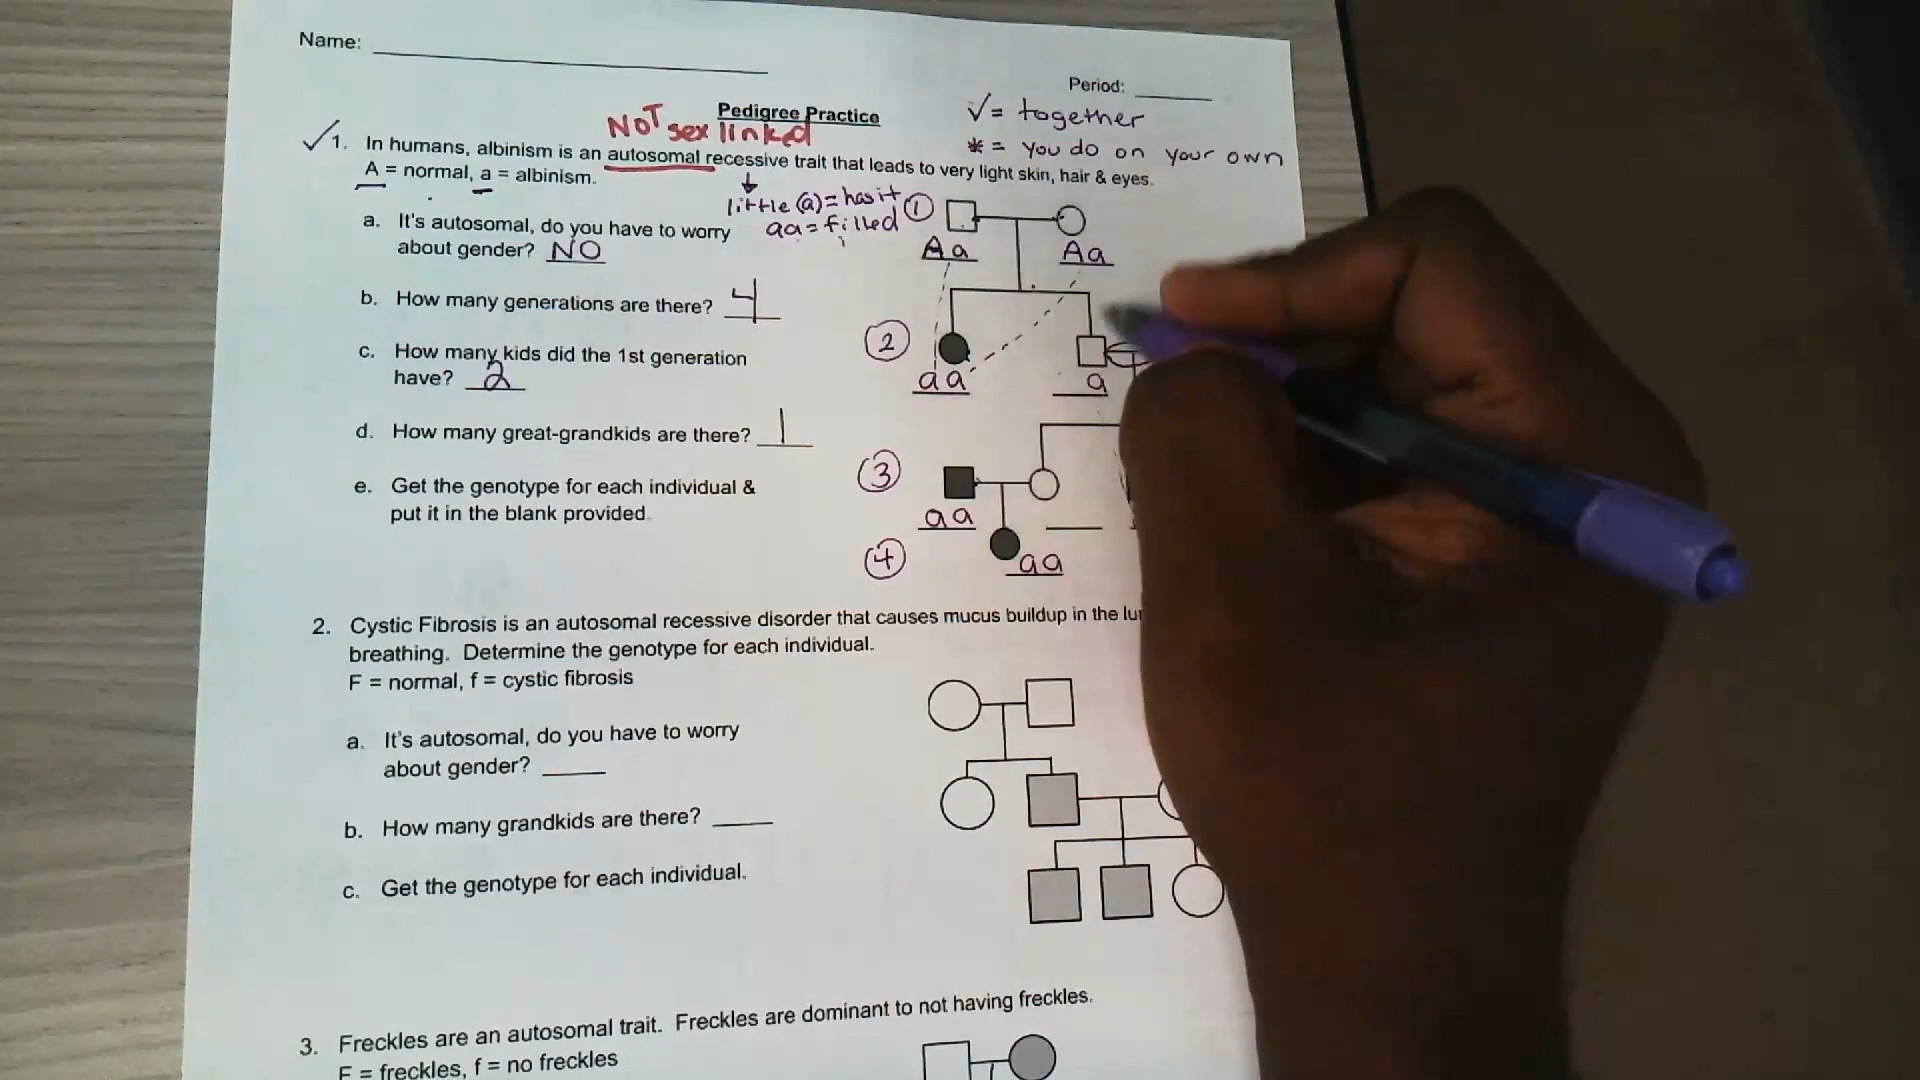 Name: ____________
Period: ______
Pedigree Practice
NOT sex linked
√= together
* = you do on your own
√1. In humans, albinism is an autosomal recessive trait that leads to very light skin, hair & eyes.
A = normal, a = albinism.
little (a) = has it
aa = filled
a. It's autosomal, do you have to worry
about gender? NO
b. How many generations are there? 4
c. How many kids did the 1st generation
have? 2
d. How many great-grandkids are there? 1
e. Get the genotype for each individual &
put it in the blank provided.
1
Aa Aa
2
aa a
3
aa
4
aa
2. Cystic Fibrosis is an autosomal recessive disorder that causes mucus buildup in the
breathing. Determine the genotype for each individual.
F = normal, f = cystic fibrosis
a. It's autosomal, do you have to worry
about gender? _____
b. How many grandkids are there? _____
c. Get the genotype for each individual.
3. Freckles are an autosomal trait. Freckles are dominant to not having freckles.
F = freckles, f = no freckles